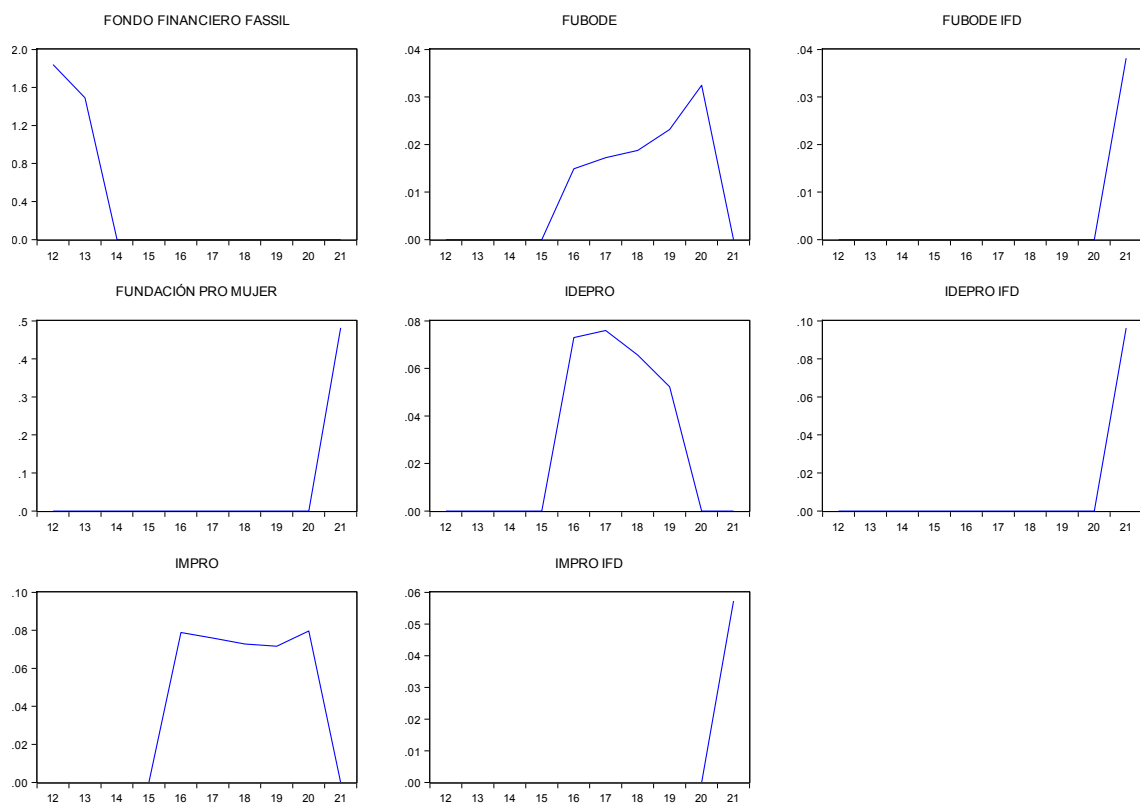 FONDO FINANCIERO FASSIL
2.0
1.6
1.2
0.8
0.4
0.0
12 13 14 15 16 17 18 19 20 21
FUBODE
.04
.03
.02
.01
.00
12 13 14 15 16 17 18 19 20 21
FUBODE IFD
.04
.03
.02
.01
.00
12 13 14 15 16 17 18 19 20 21
FUNDACIÓN PRO MUJER
.5
.4
.3
.2
.1
.0
12 13 14 15 16 17 18 19 20 21
IDEPRO
.08
.06
.04
.02
.00
12 13 14 15 16 17 18 19 20 21
IDEPRO IFD
.10
.08
.06
.04
.02
.00
12 13 14 15 16 17 18 19 20 21
IMPRO
.10
.08
.06
.04
.02
.00
12 13 14 15 16 17 18 19 20 21
IMPRO IFD
.06
.05
.04
.03
.02
.01
.00
12 13 14 15 16 17 18 19 20 21